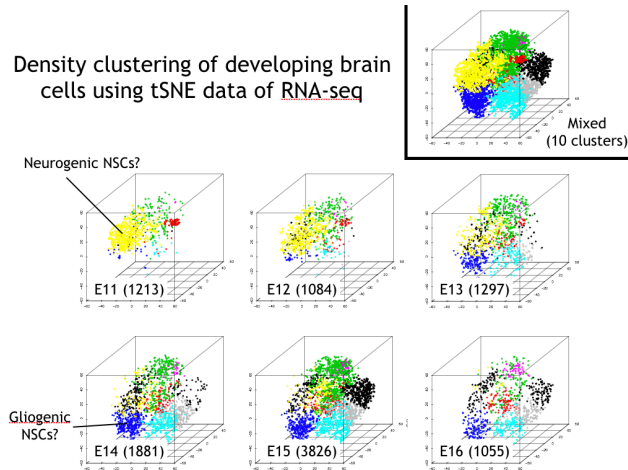 Density clustering of developing brain
cells using tSNE data of RNA-seq
Mixed
(10 clusters)
Neurogenic NSCs?
E11 (1213)
E12 (1084)
E13 (1297)
Gliogenic
NSCs?
E14 (1881)
E15 (3826)
E16 (1055)